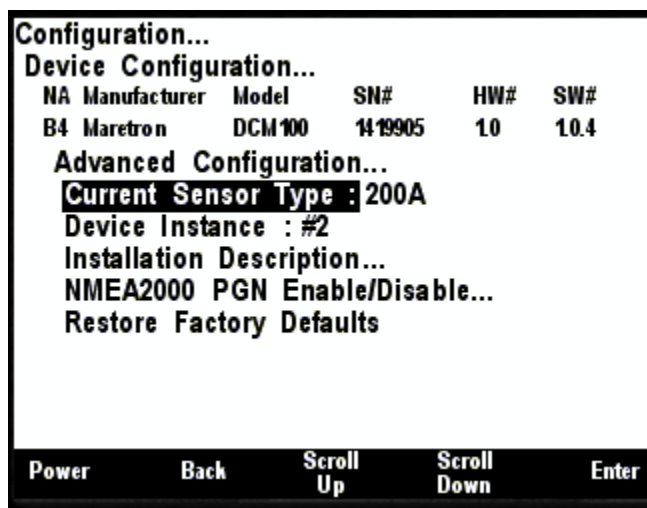 Configuration...
Device Configuration...
NA Manufacturer Model SN# HW# SW#
B4 Maretron DCM100 1419905 1.0 1.0.4
Advanced Configuration...
Current Sensor Type : 200A
Device Instance : #2
Installation Description...
NMEA2000 PGN Enable/Disable...
Restore Factory Defaults
Power Back Scroll Up Scroll Down Enter